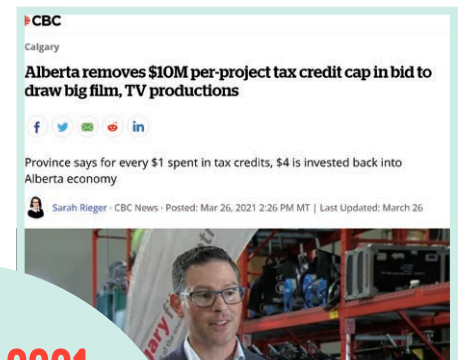 CBC
Calgary
Alberta removes $10M per-project tax credit cap in bid to
draw big film, TV productions
Province says for every $1 spent in tax credits, $4 is invested back into
Alberta economy
Sarah Rieger · CBC News · Posted: Mar 26, 2021 2:26 PM MT | Last Updated: March 26